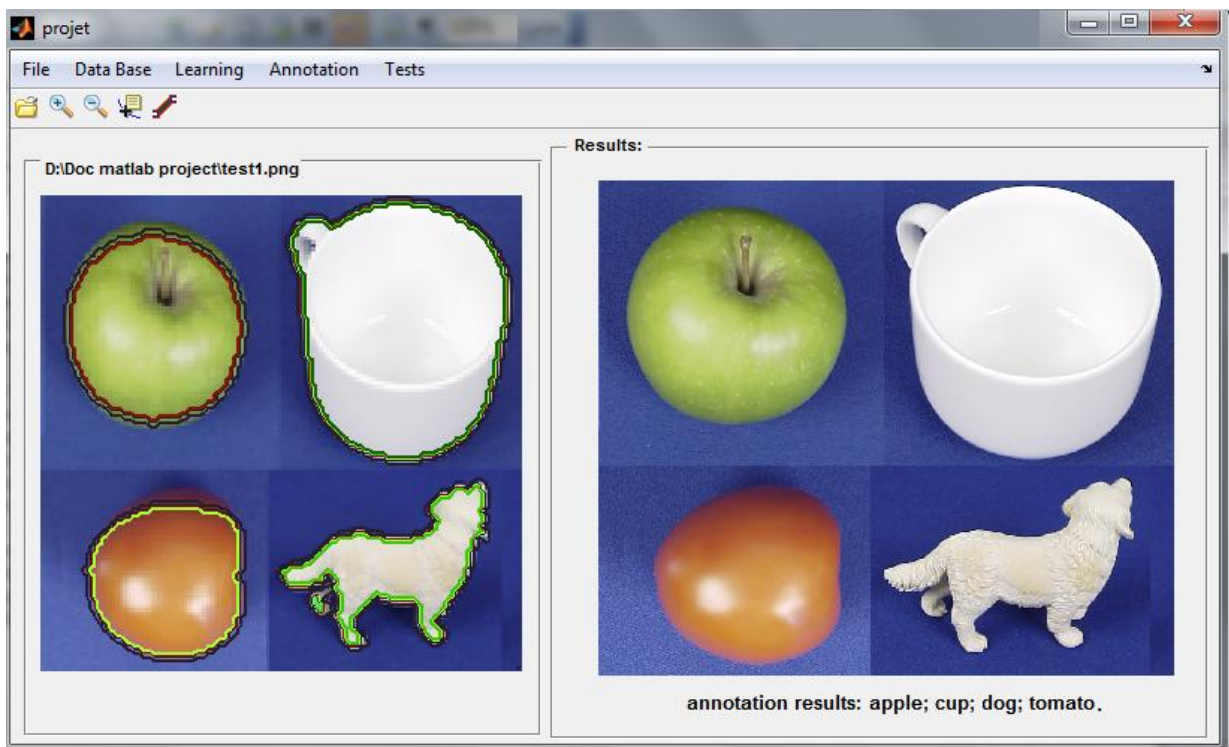 projet
File Data Base Learning Annotation Tests
D:\Doc matlab project\test1.png
Results:
annotation results: apple; cup; dog; tomato.